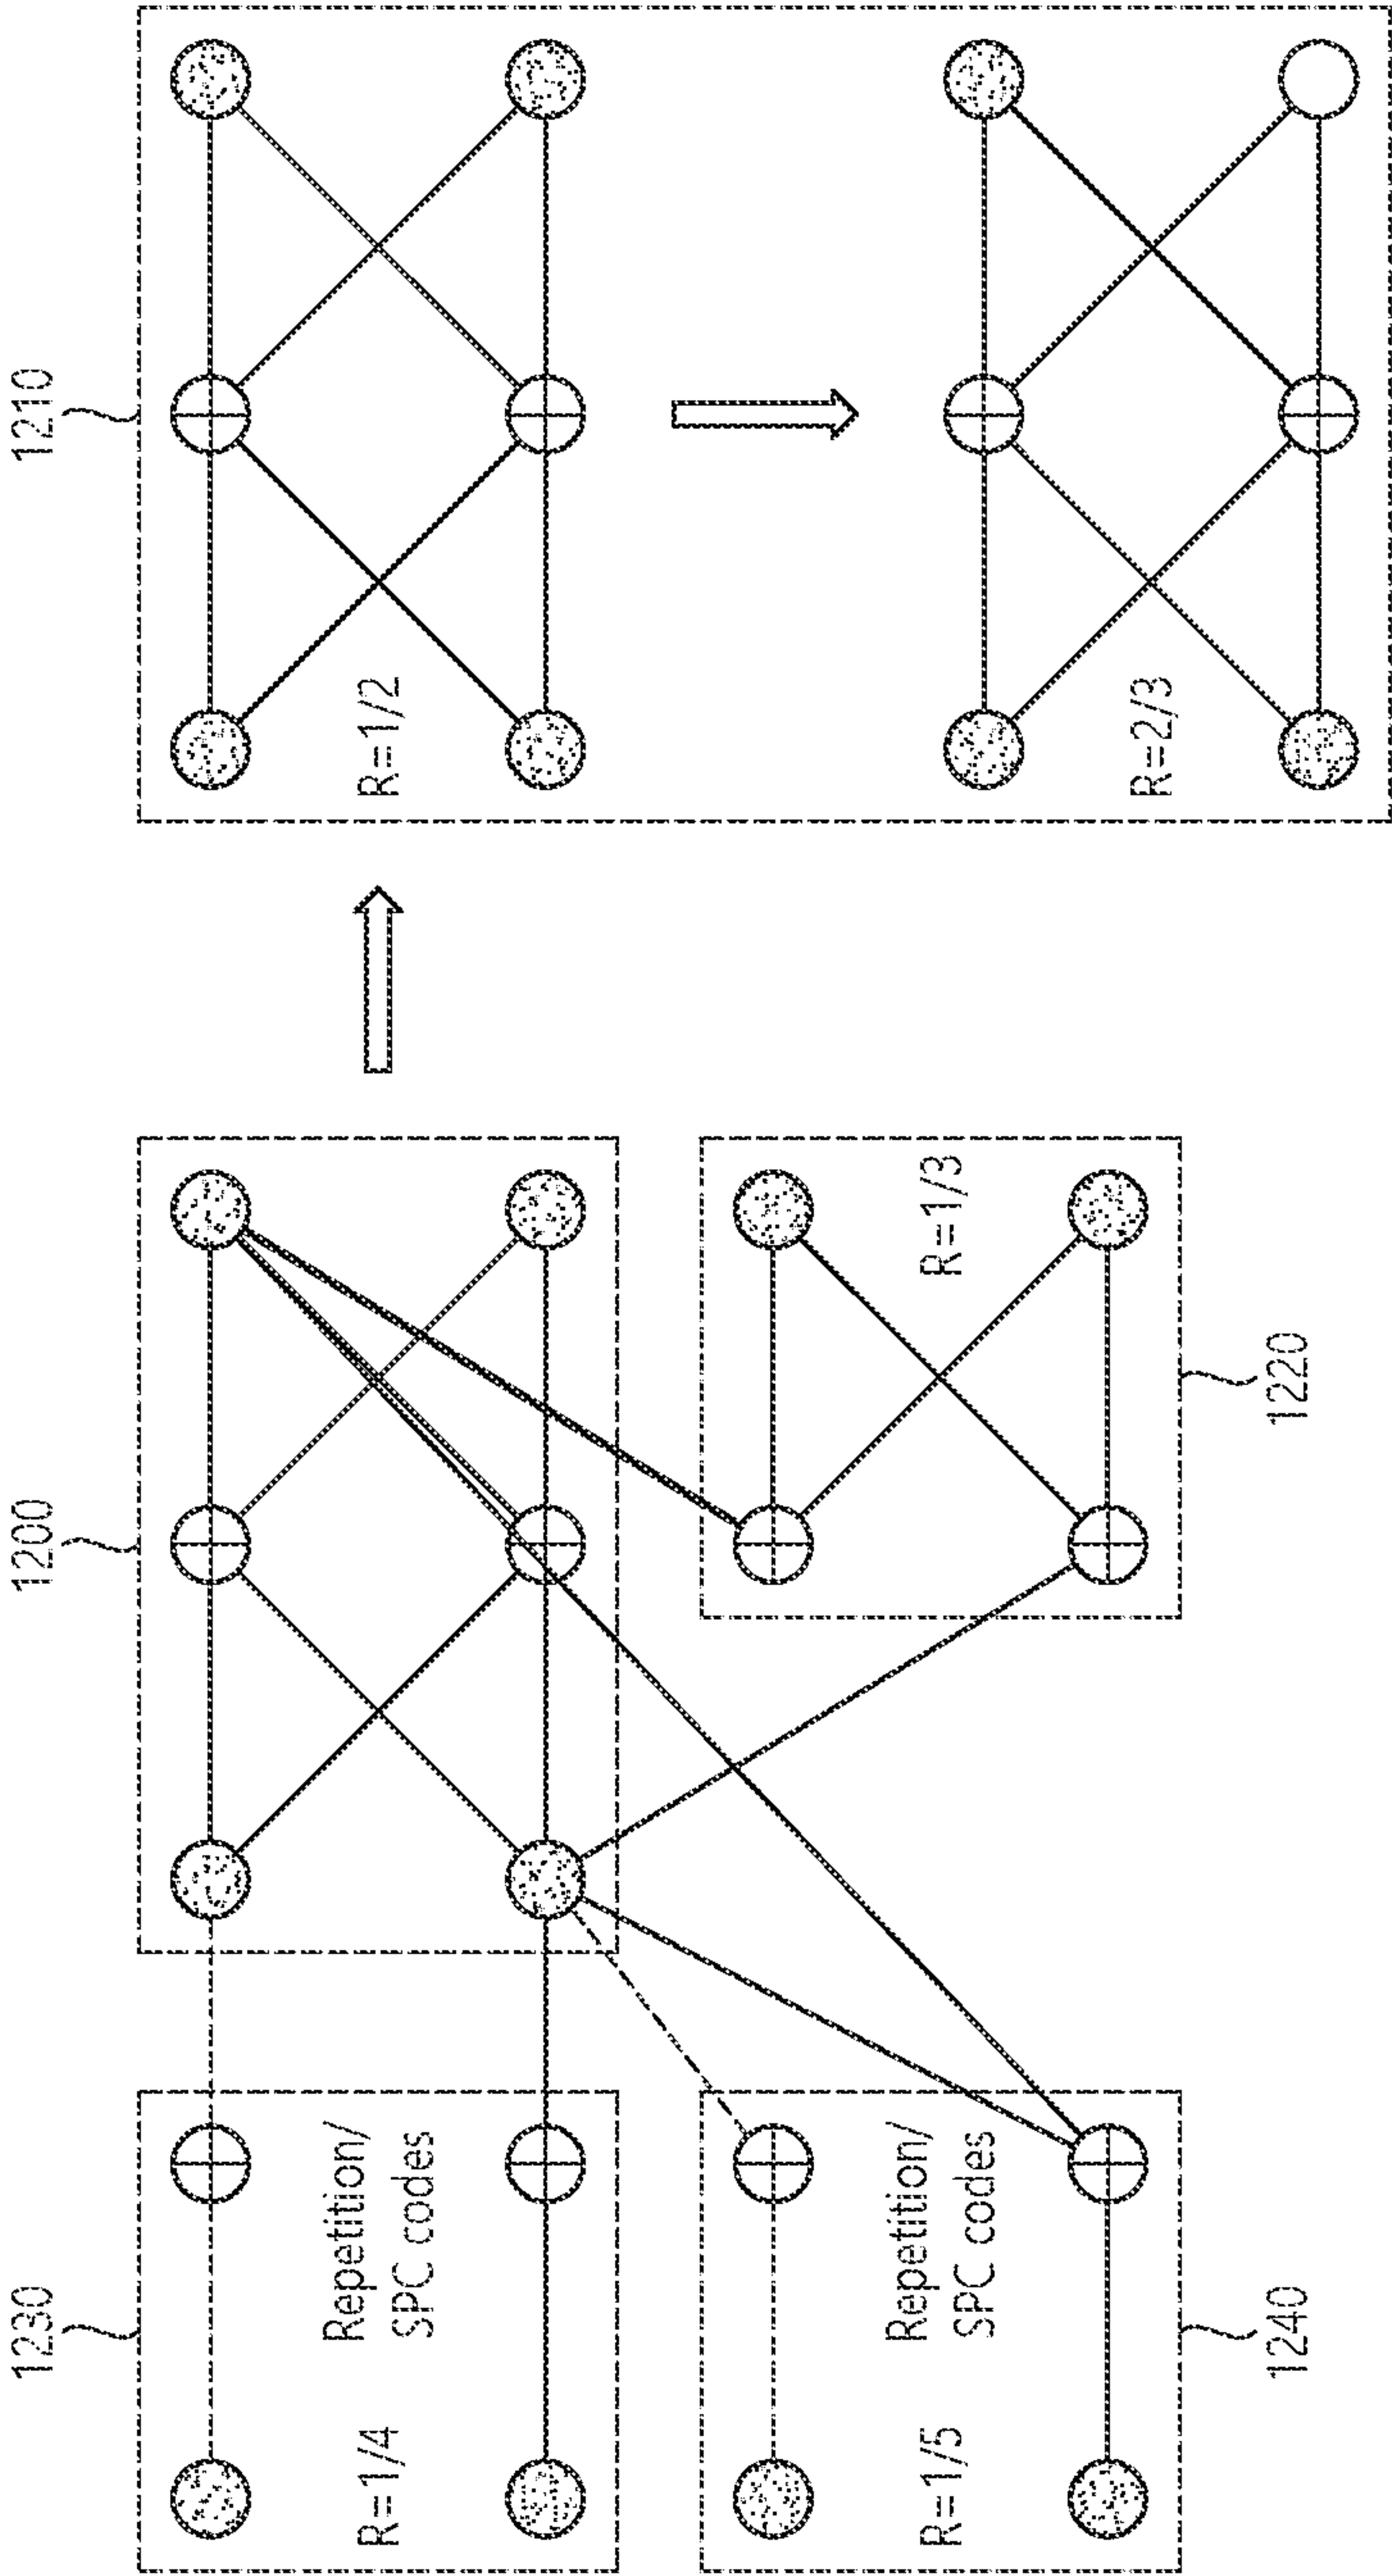 1230
1200
1210
R=1/4
Repetition/
SPC codes
R=1/2
R=1/5
Repetition/
SPC codes
R=1/3
R=2/3
1240
1220